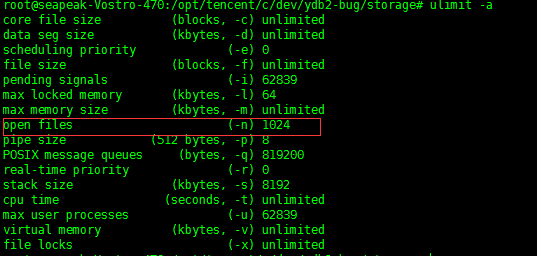 root@seapeak-Vostro-470:/opt/tencent/c/dev/ydb2-bug/storage# ulimit -a
core file size          (blocks, -c) unlimited
data seg size           (kbytes, -d) unlimited
scheduling priority             (-e) 0
file size               (blocks, -f) unlimited
pending signals                 (-i) 62839
max locked memory       (kbytes, -l) 64
max memory size         (kbytes, -m) unlimited
open files                      (-n) 1024
pipe size            (512 bytes, -p) 8
POSIX message queues     (bytes, -q) 819200
real-time priority              (-r) 0
stack size              (kbytes, -s) 8192
cpu time               (seconds, -t) unlimited
max user processes              (-u) 62839
virtual memory          (kbytes, -v) unlimited
file locks                      (-x) unlimited